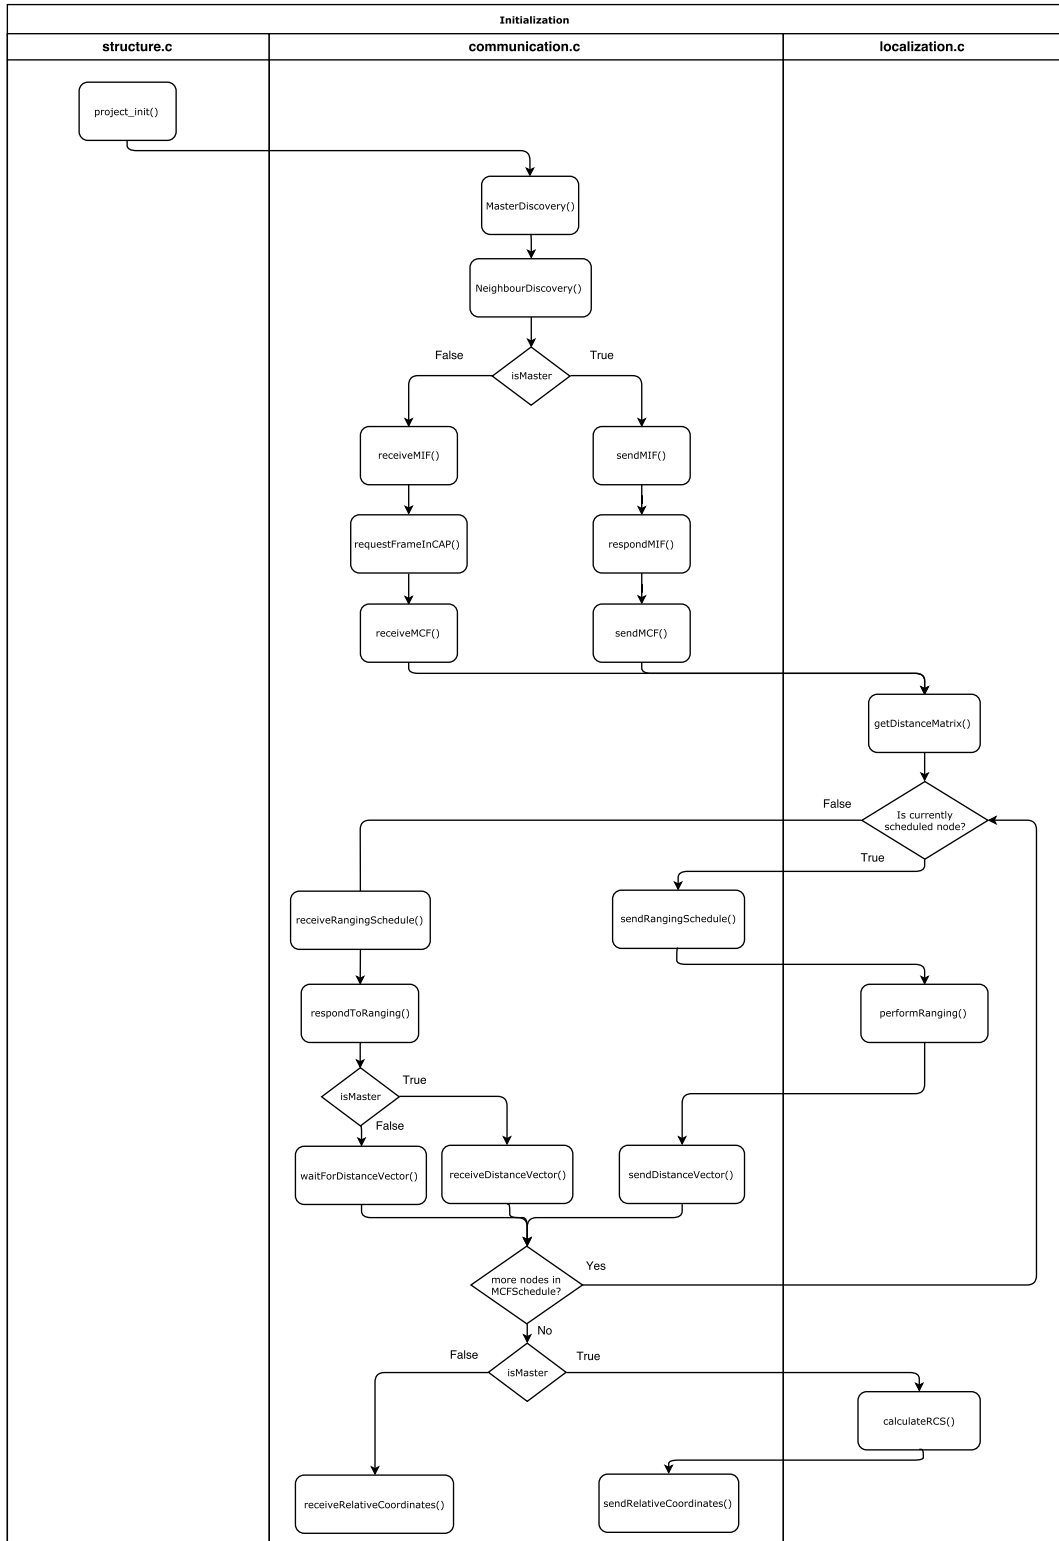 Initialization
structure.c
communication.c
localization.c
project_init()
MasterDiscovery()
NeighbourDiscovery()
False
True
isMaster
receiveMIF()
sendMIF()
requestFrameInCAP()
respondMIF()
receiveMCF()
sendMCF()
getDistanceMatrix()
False
Is currently
scheduled node?
True
receiveRangingSchedule()
sendRangingSchedule()
respondToRanging()
performRanging()
isMaster
True
False
waitForDistanceVector()
receiveDistanceVector()
sendDistanceVector()
more nodes in
MCFSchedule?
Yes
No
False
True
isMaster
calculateRCS()
receiveRelativeCoordinates()
sendRelativeCoordinates()